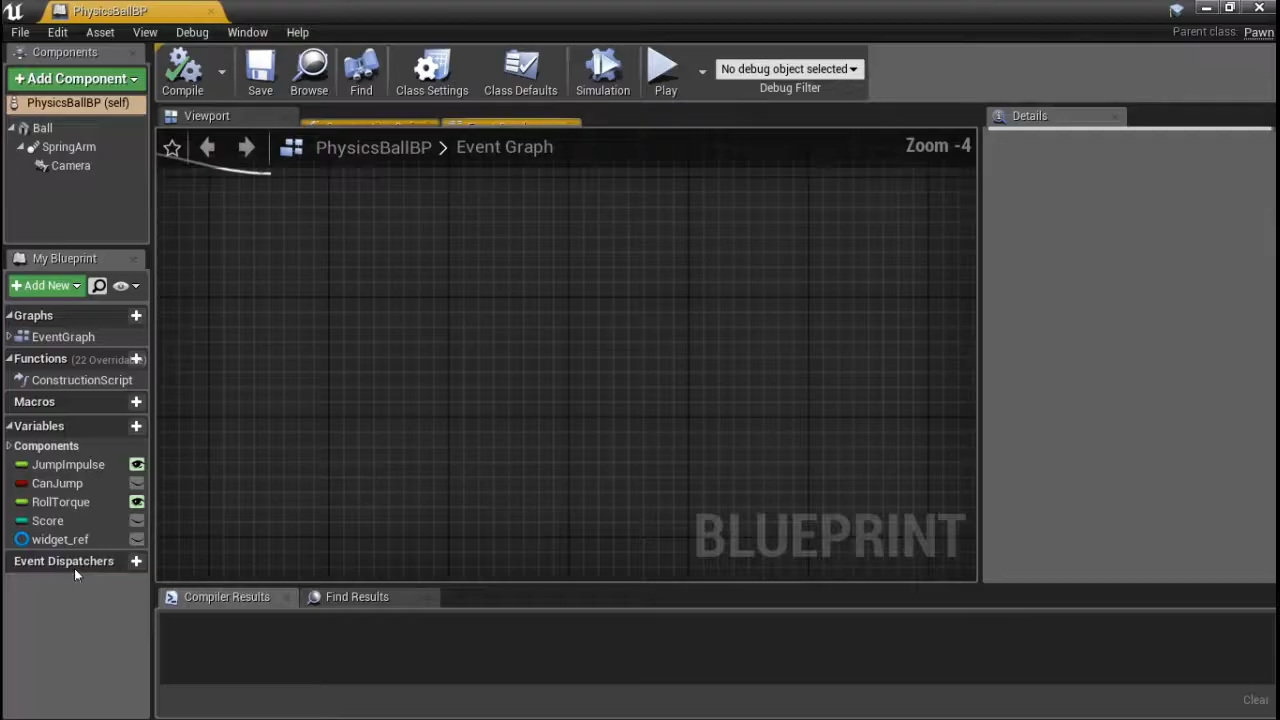 PhysicsBallBP
File Edit Asset View Debug Window Help
Parent class: Pawn
Components
+ Add Component
PhysicsBallBP (self)
Ball
SpringArm
Camera
Compile Save Browse Find Class Settings Class Defaults Simulation Play
No debug object selected
Debug Filter
Viewport
PhysicsBallBP > Event Graph
Zoom -4
BLUEPRINT
Details
My Blueprint
+ Add New
Graphs
EventGraph
Functions (22 Overrida
ConstructionScript
Macros
Variables
Components
JumpImpulse
CanJump
RollTorque
Score
widget_ref
Event Dispatchers
Compiler Results
Find Results
Clear